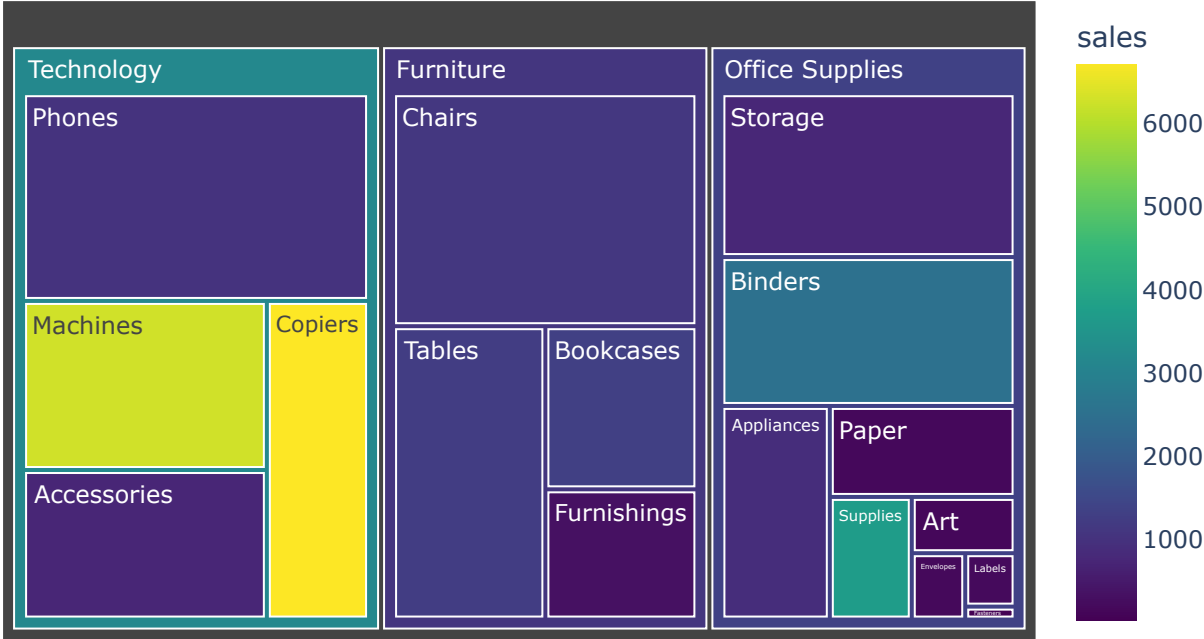 sales
Technology
Furniture
Office Supplies
Phones
Chairs
Storage
Machines
Copiers
Accessories
Tables
Bookcases
Furnishings
Binders
Appliances
Paper
Supplies
Art
Envelopes
Labels
Fasteners
6000
5000
4000
3000
2000
1000